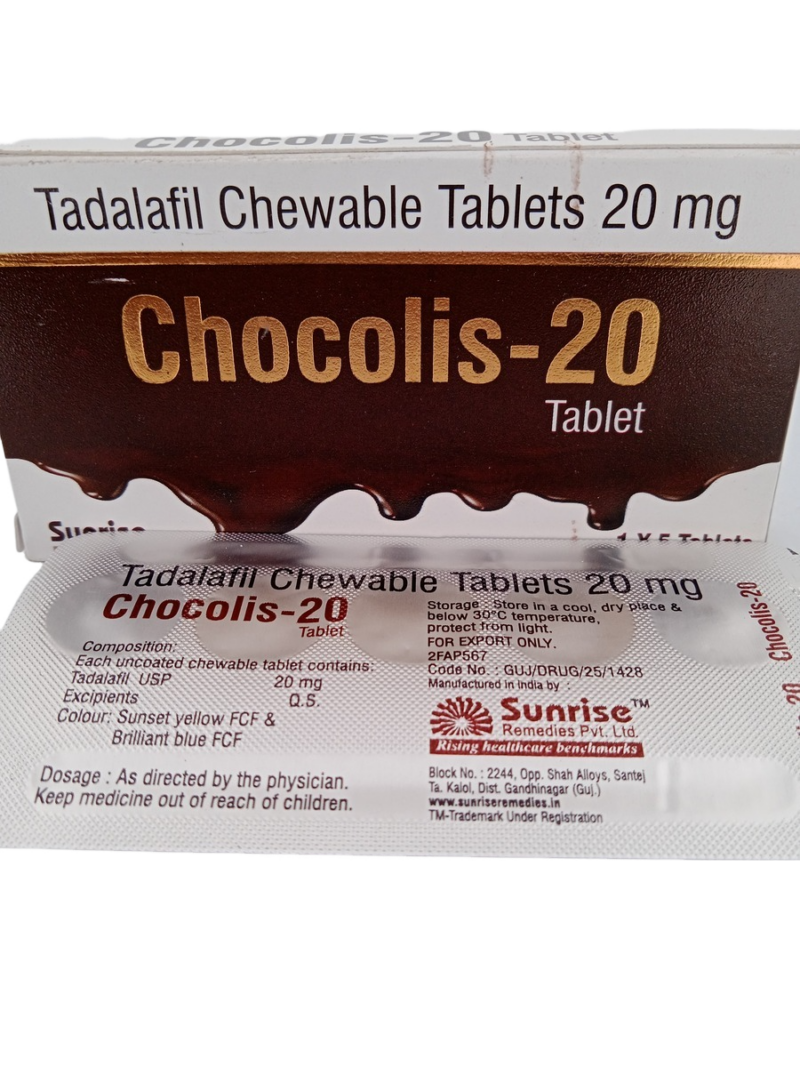 Chocolis-20 Tablet
Tadalafil Chewable Tablets 20 mg
Chocolis-20
Tablet
Sunrise
1 X 5 Tablets
Tadalafil Chewable Tablets 20 mg
Chocolis-20
Tablet
Composition:
Each uncoated chewable tablet contains:
Tadalafil USP 20 mg
Excipients Q.S.
Colour: Sunset yellow FCF &
Brilliant blue FCF
Dosage : As directed by the physician.
Keep medicine out of reach of children.
Storage : Store in a cool, dry place &
below 30°C temperature,
protect from light.
FOR EXPORT ONLY.
2FAP567
Code No. : GUJ/DRUG/25/1428
Manufactured in India by :
Sunrise™
Remedies Pvt. Ltd.
Rising healthcare benchmarks
Block No. : 2244, Opp. Shah Alloys, Santej
Ta. Kalol, Dist. Gandhinagar (Guj.)
www.sunriseremedies.in
TM-Trademark Under Registration
Chocolis-20